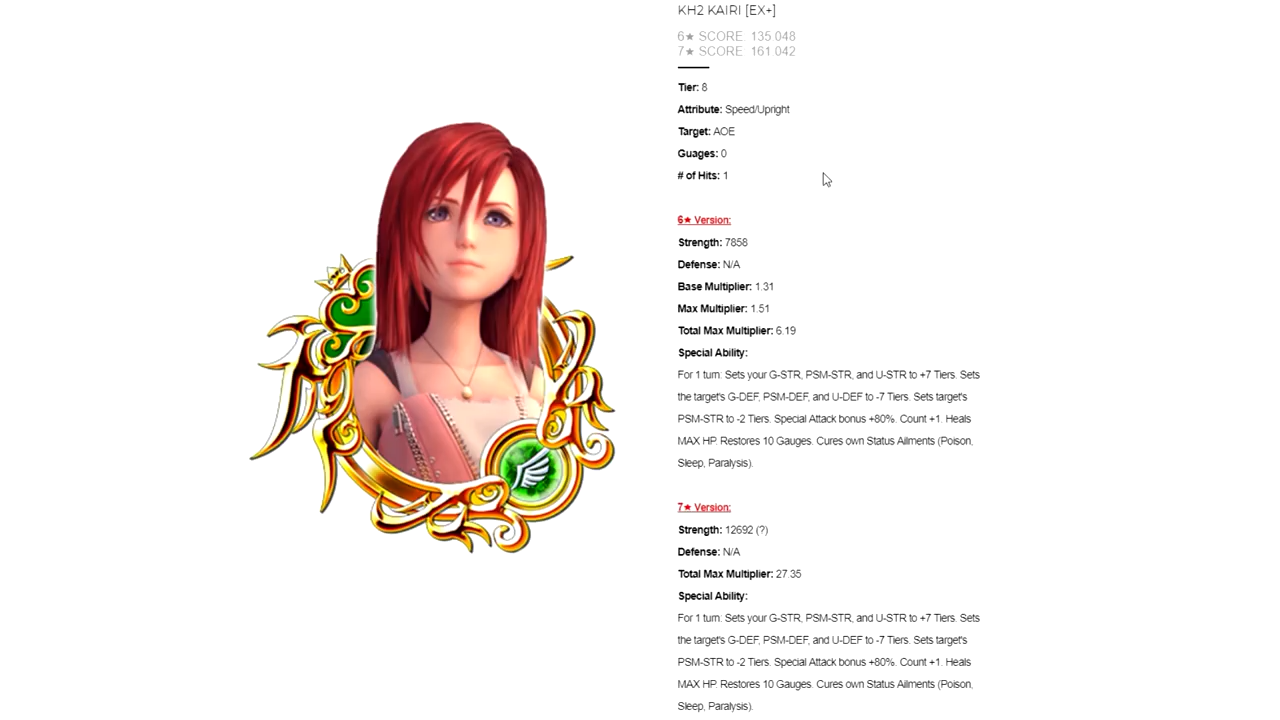 KH2 KAIRI [EX+]
6★ SCORE: 135 048
7★ SCORE: 161 042
Tier: 8
Attribute: Speed/Upright
Target: AOE
Guages: 0
# of Hits: 1
6★ Version:
Strength: 7858
Defense: N/A
Base Multiplier: 1.31
Max Multiplier: 1.51
Total Max Multiplier: 6.19
Special Ability:
For 1 turn: Sets your G-STR, PSM-STR, and U-STR to +7 Tiers. Sets
the target's G-DEF, PSM-DEF, and U-DEF to -7 Tiers. Sets target's
PSM-STR to -2 Tiers. Special Attack bonus +80%. Count +1. Heals
MAX HP. Restores 10 Gauges. Cures own Status Ailments (Poison,
Sleep, Paralysis).
7★ Version:
Strength: 12692 (?)
Defense: N/A
Total Max Multiplier: 27.35
Special Ability:
For 1 turn: Sets your G-STR, PSM-STR, and U-STR to +7 Tiers. Sets
the target's G-DEF, PSM-DEF, and U-DEF to -7 Tiers. Sets target's
PSM-STR to -2 Tiers. Special Attack bonus +80%. Count +1. Heals
MAX HP. Restores 10 Gauges. Cures own Status Ailments (Poison,
Sleep, Paralysis).